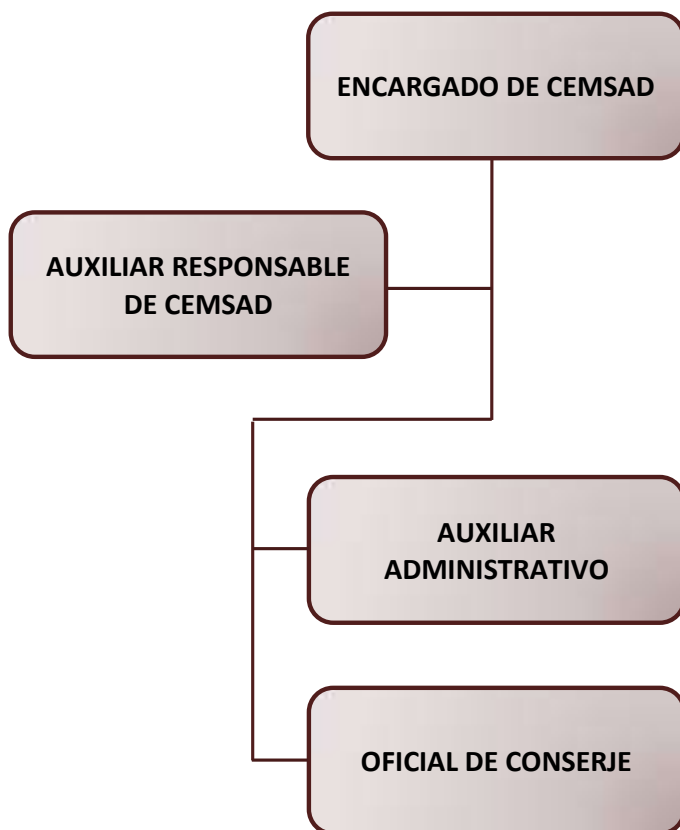 ENCARGADO DE CEMSAD
AUXILIAR RESPONSABLE
DE CEMSAD
AUXILIAR
ADMINISTRATIVO
OFICIAL DE CONSERJE